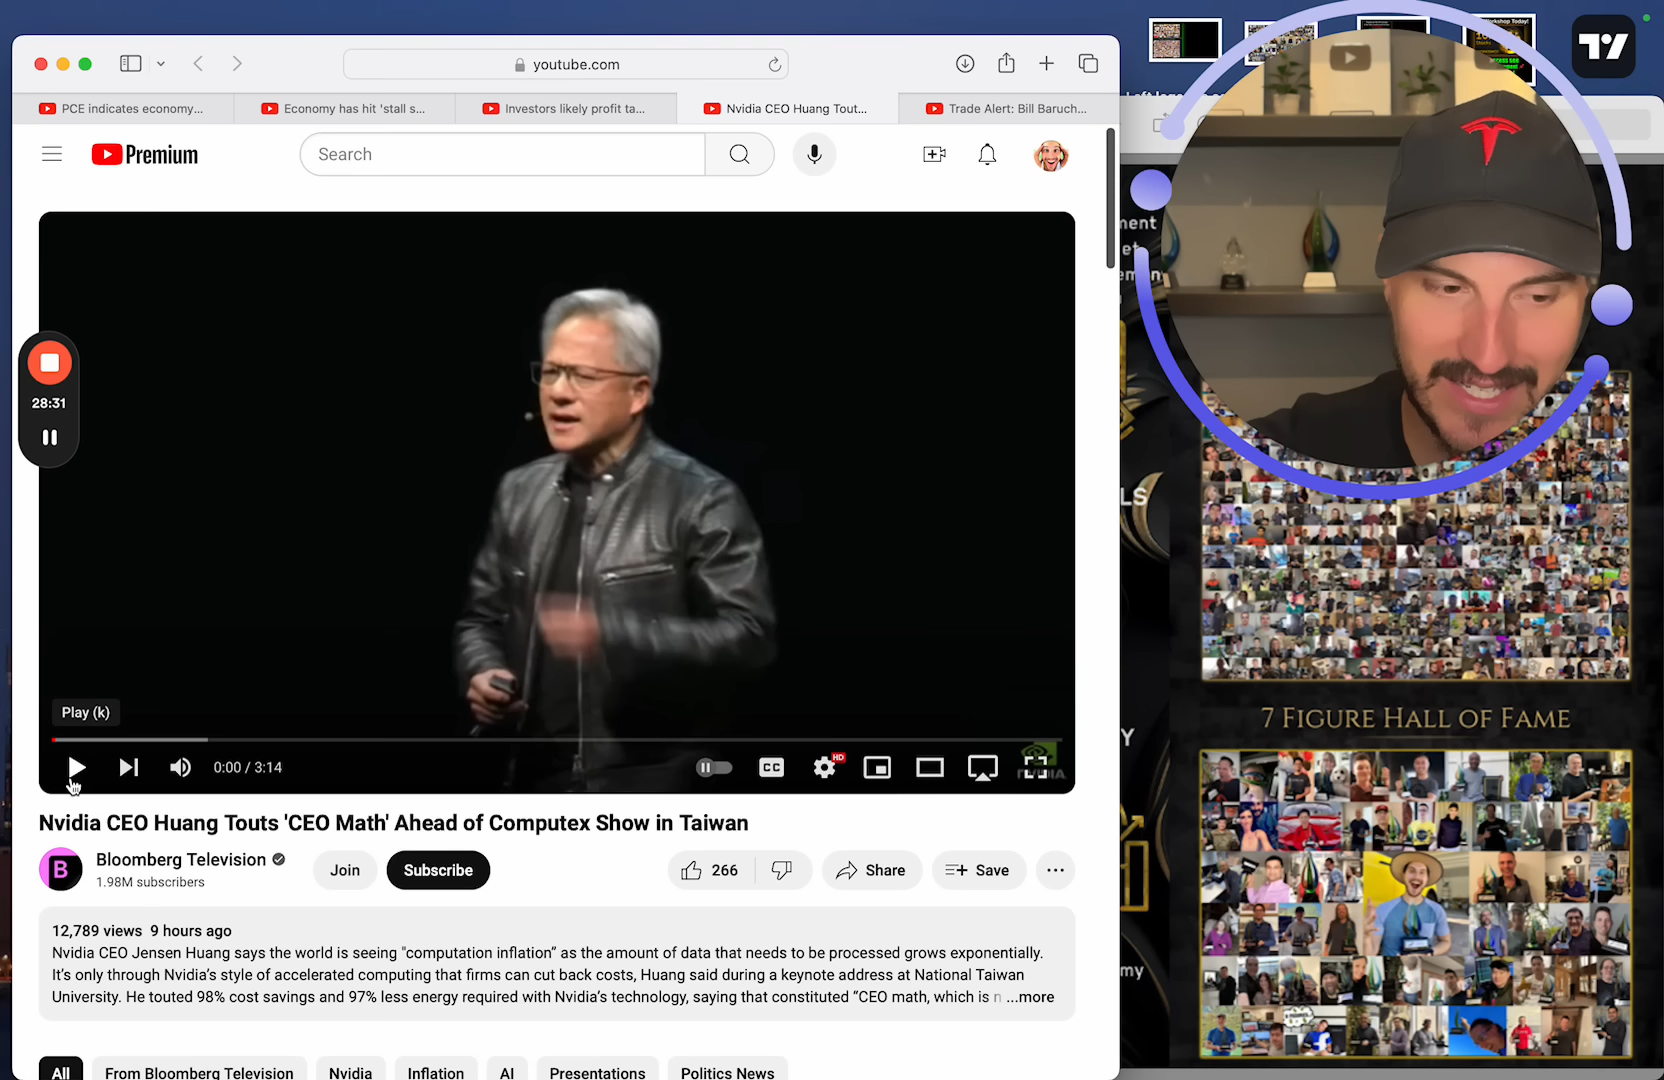 youtube.com
PCE indicates economy...
Economy has hit 'stall s...
Investors likely profit ta...
Nvidia CEO Huang Tout...
Trade Alert: Bill Baruch...
Premium
Search
28:31
Play (k)
0:00 / 3:14
CC
HD
Nvidia CEO Huang Touts 'CEO Math' Ahead of Computex Show in Taiwan
B
Bloomberg Television
1.98M subscribers
Join
Subscribe
266
Share
Save
12,789 views 9 hours ago
Nvidia CEO Jensen Huang says the world is seeing "computation inflation” as the amount of data that needs to be processed grows exponentially.
It’s only through Nvidia’s style of accelerated computing that firms can cut back costs, Huang said during a keynote address at National Taiwan
University. He touted 98% cost savings and 97% less energy required with Nvidia’s technology, saying that constituted “CEO math, which is n ...more
All
From Bloomberg Television
Nvidia
Inflation
AI
Presentations
Politics News
7 Figure Hall of Fame